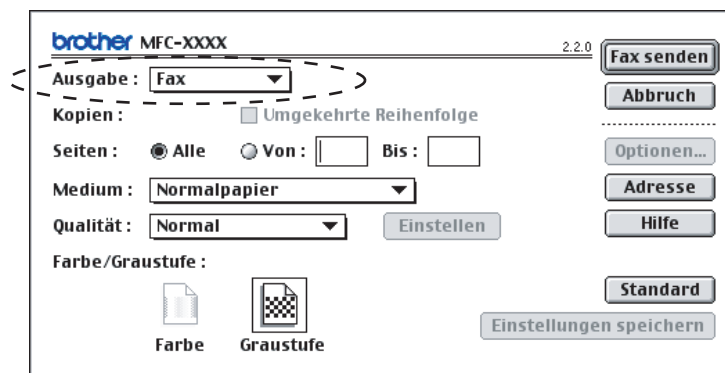 brother MFC-XXXX 2.2.0
Fax senden
Ausgabe : Fax
Abbruch
Kopien : Umgekehrte Reihenfolge
Seiten : Alle Von : Bis :
Optionen...
Medium : Normalpapier
Adresse
Qualität : Normal Einstellen
Hilfe
Farbe/Graustufe :
Standard
Einstellungen speichern
Farbe Graustufe